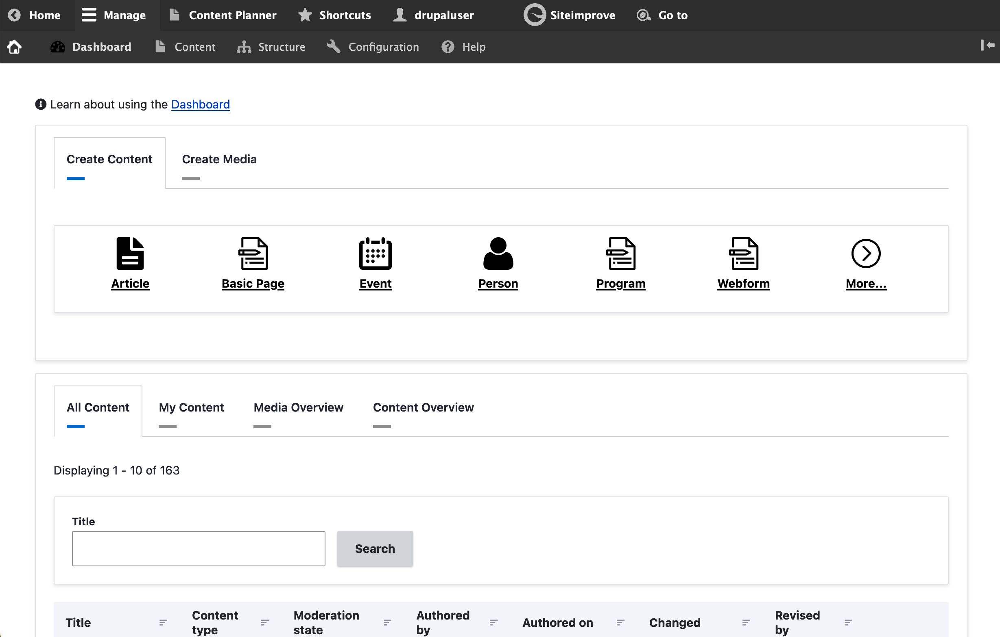 Home Manage Content Planner Shortcuts drupaluser Siteimprove Go to
Dashboard Content Structure Configuration Help
Learn about using the Dashboard
Create Content Create Media
Article Basic Page Event Person Program Webform More...
All Content My Content Media Overview Content Overview
Displaying 1 - 10 of 163
Title
Search
Title Content type Moderation state Authored by Authored on Changed Revised by